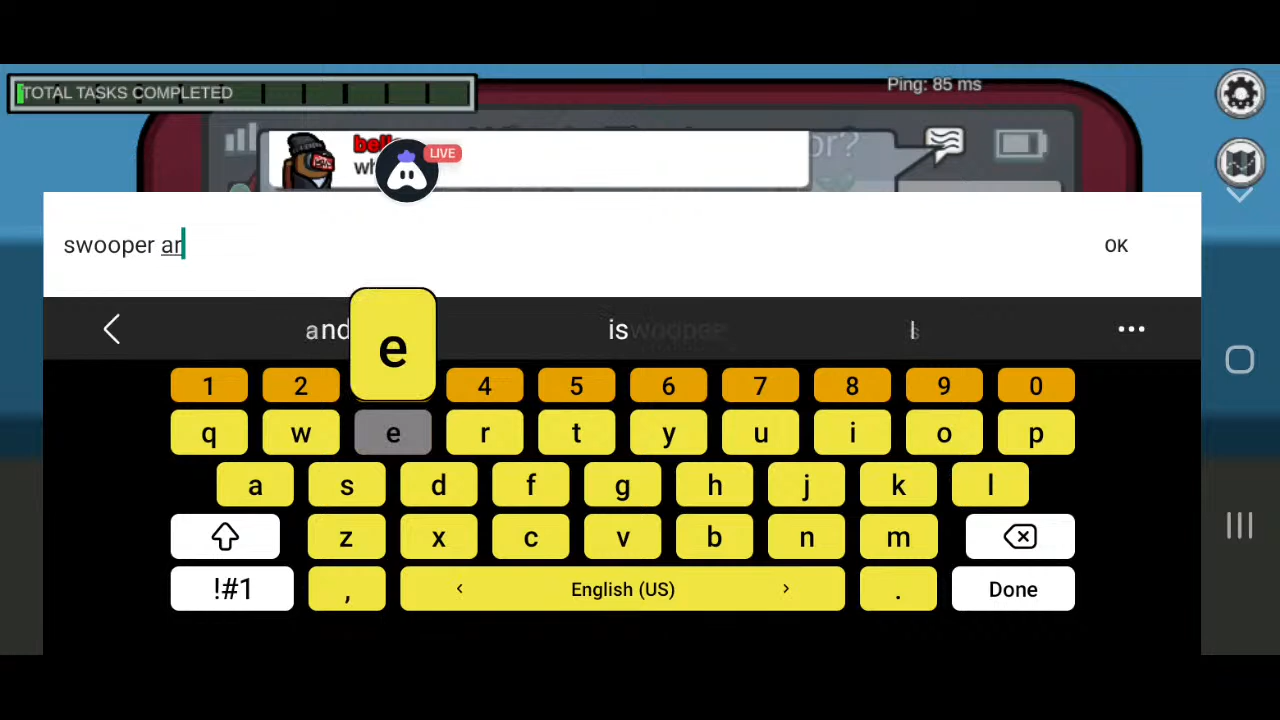 TOTAL TASKS COMPLETED
Ping: 85 ms
LIVE
or?
swooper ar
OK
and
is
e
1 2 4 5 6 7 8 9 0
q w e r t y u i o p
a s d f g h j k l
z x c v b n m
!#1 , < English (US) > . Done